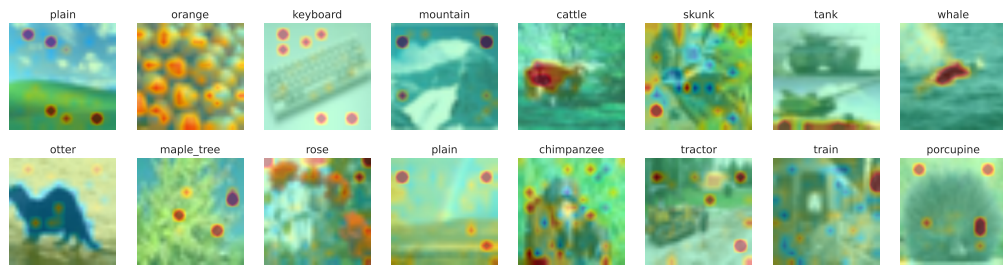 plain orange keyboard mountain cattle skunk tank whale
otter maple_tree rose plain chimpanzee tractor train porcupine